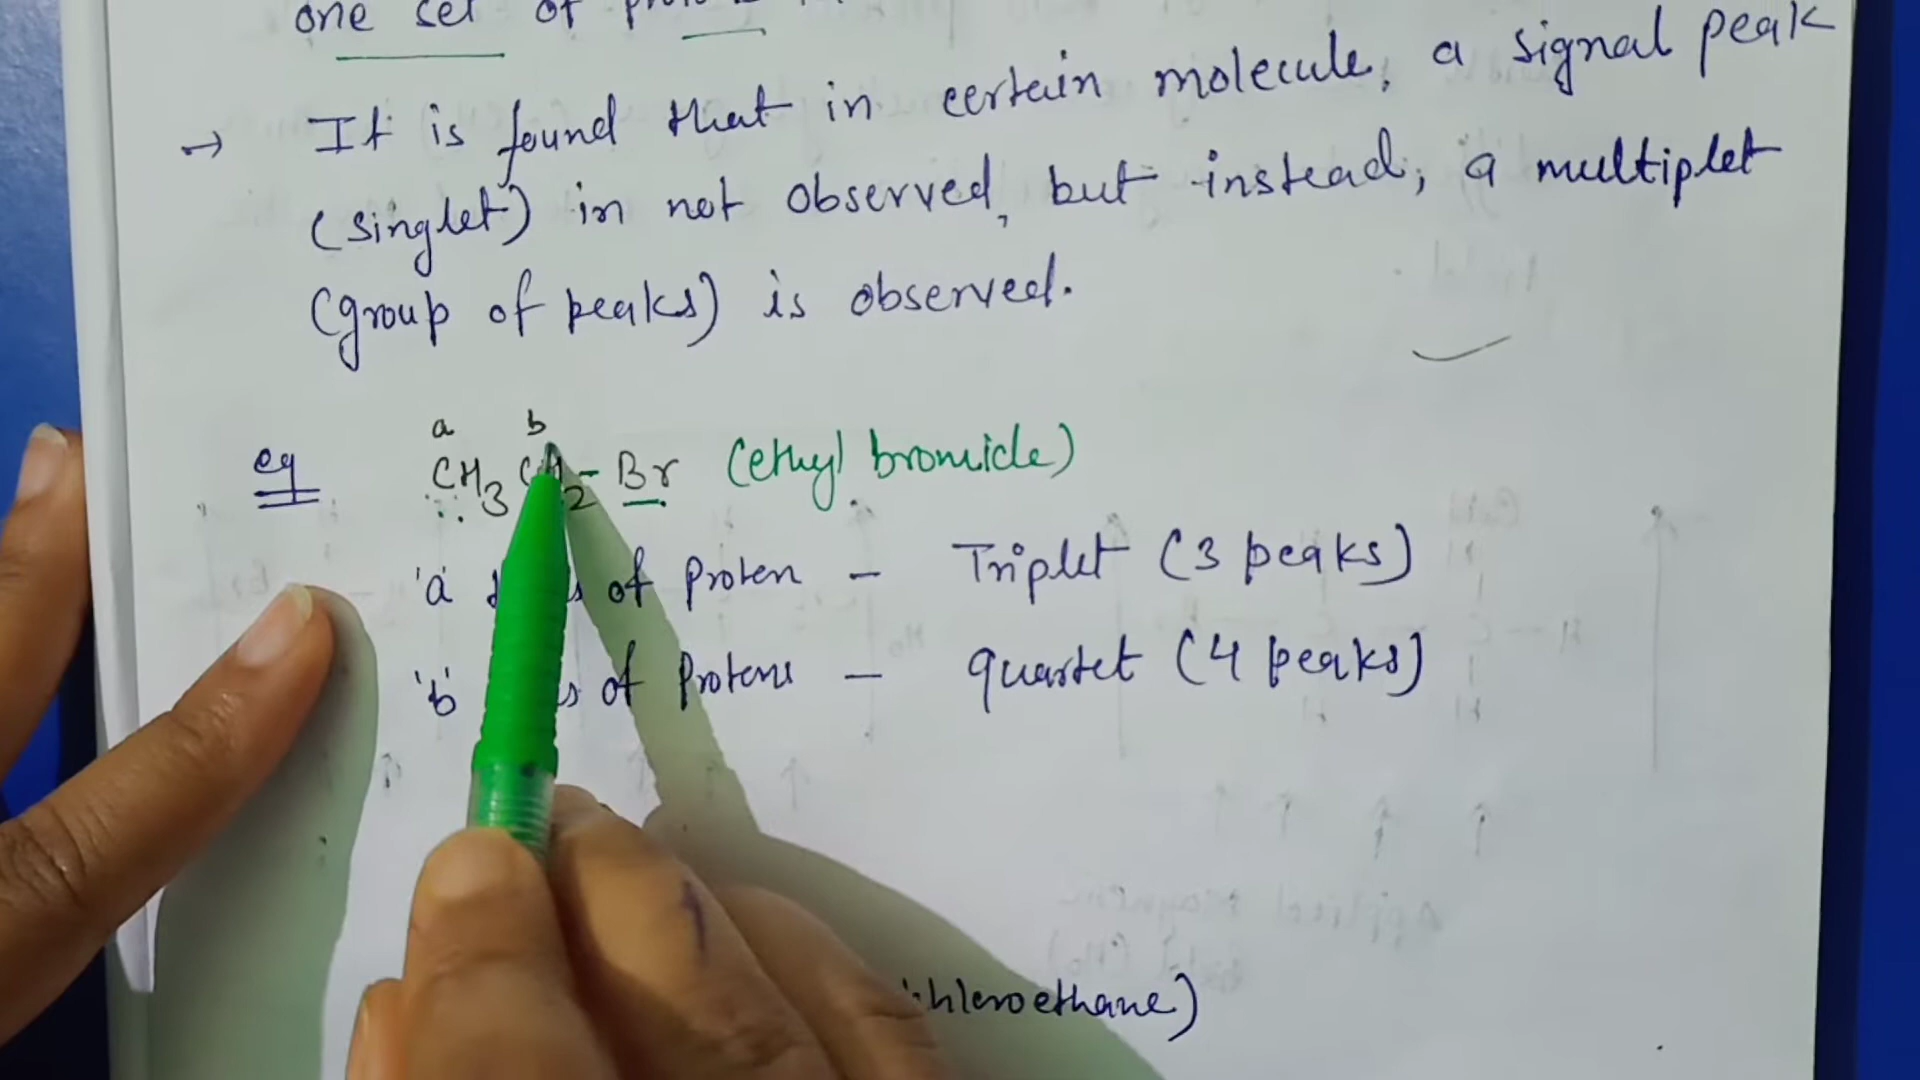 one set of
→ It is found that in certain molecule, a signal peak
(singlet) in not observed, but instead, a multiplet
(group of peaks) is observed.
a b
eg CH3 CH2 - Br (ethyl bromide)
'a' of Proton - Triplet (3 peaks)
'b' of Protons - quartet (4 peaks)
chloroethane)